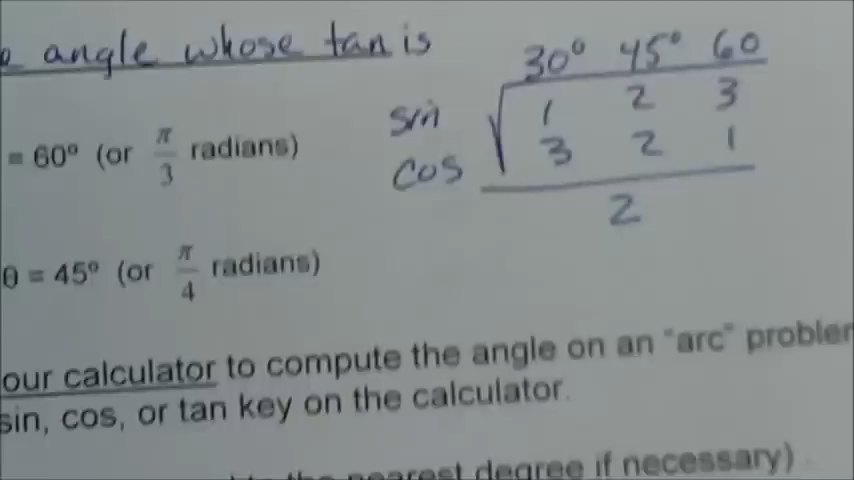 angle whose tan is
30° 45° 60
sin √ 1 2 3
cos 3 2 1
2
= 60° (or π/3 radians)
θ = 45° (or π/4 radians)
our calculator to compute the angle on an "arc" problem
sin, cos, or tan key on the calculator.
the nearest degree if necessary)